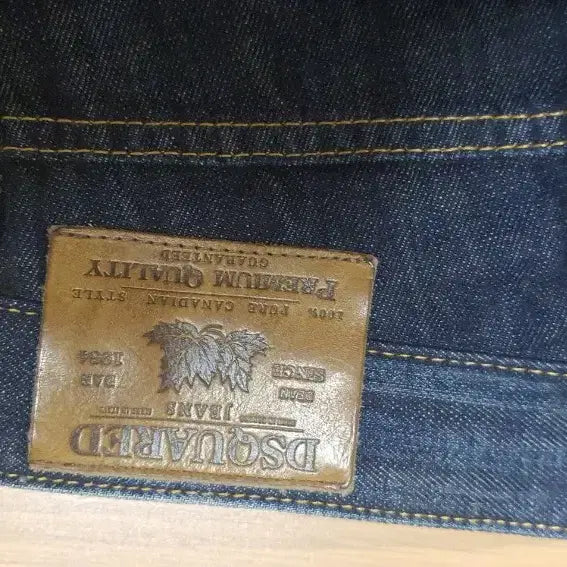 DSQUARED
JEANS
DEAN DAN
SINCE 1964
100% PURE CANADIAN STYLE
PREMIUM QUALITY
GUARANTEED